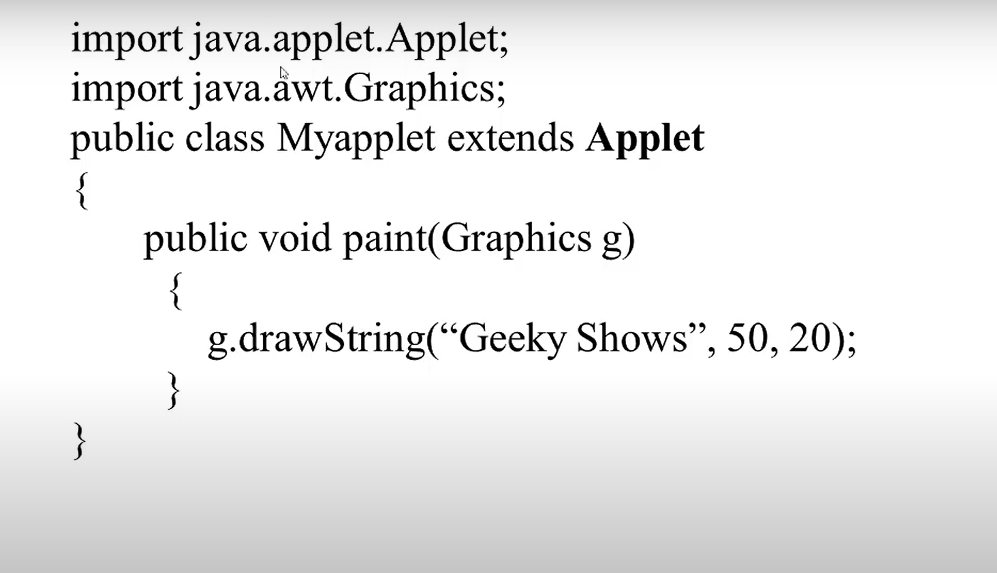 import java.applet.Applet;
import java.awt.Graphics;
public class Myapplet extends Applet
{
public void paint(Graphics g)
{
g.drawString(“Geeky Shows”, 50, 20);
}
}